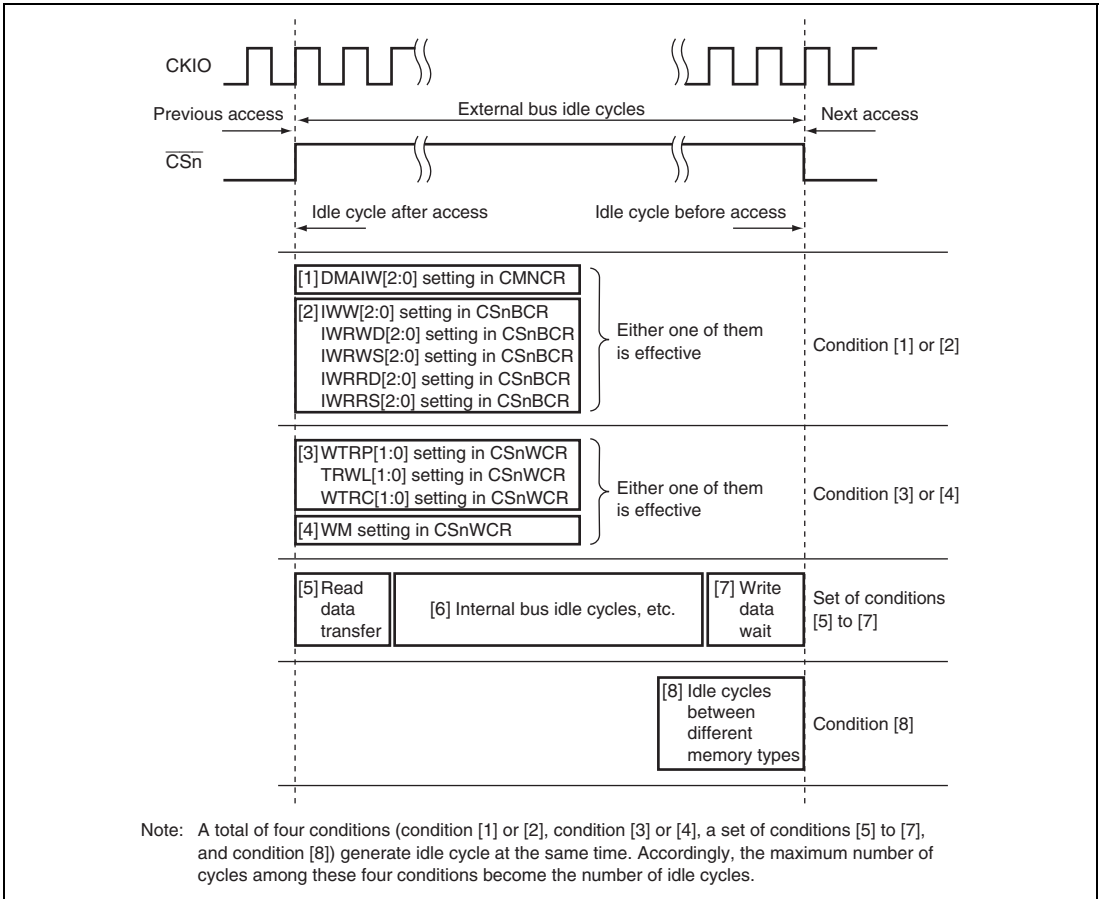 CKIO
Previous access
External bus idle cycles
Next access
CSn
Idle cycle after access
Idle cycle before access
[1] DMAIW[2:0] setting in CMNCR
[2] IWW[2:0] setting in CSnBCR
IWRWD[2:0] setting in CSnBCR
IWRWS[2:0] setting in CSnBCR
IWRRD[2:0] setting in CSnBCR
IWRRS[2:0] setting in CSnBCR
Either one of them
is effective
Condition [1] or [2]
[3] WTRP[1:0] setting in CSnWCR
TRWL[1:0] setting in CSnWCR
WTRC[1:0] setting in CSnWCR
[4] WM setting in CSnWCR
Either one of them
is effective
Condition [3] or [4]
[5] Read
data
transfer
[6] Internal bus idle cycles, etc.
[7] Write
data
wait
Set of conditions
[5] to [7]
[8] Idle cycles
between
different
memory types
Condition [8]
Note: A total of four conditions (condition [1] or [2], condition [3] or [4], a set of conditions [5] to [7],
and condition [8]) generate idle cycle at the same time. Accordingly, the maximum number of
cycles among these four conditions become the number of idle cycles.